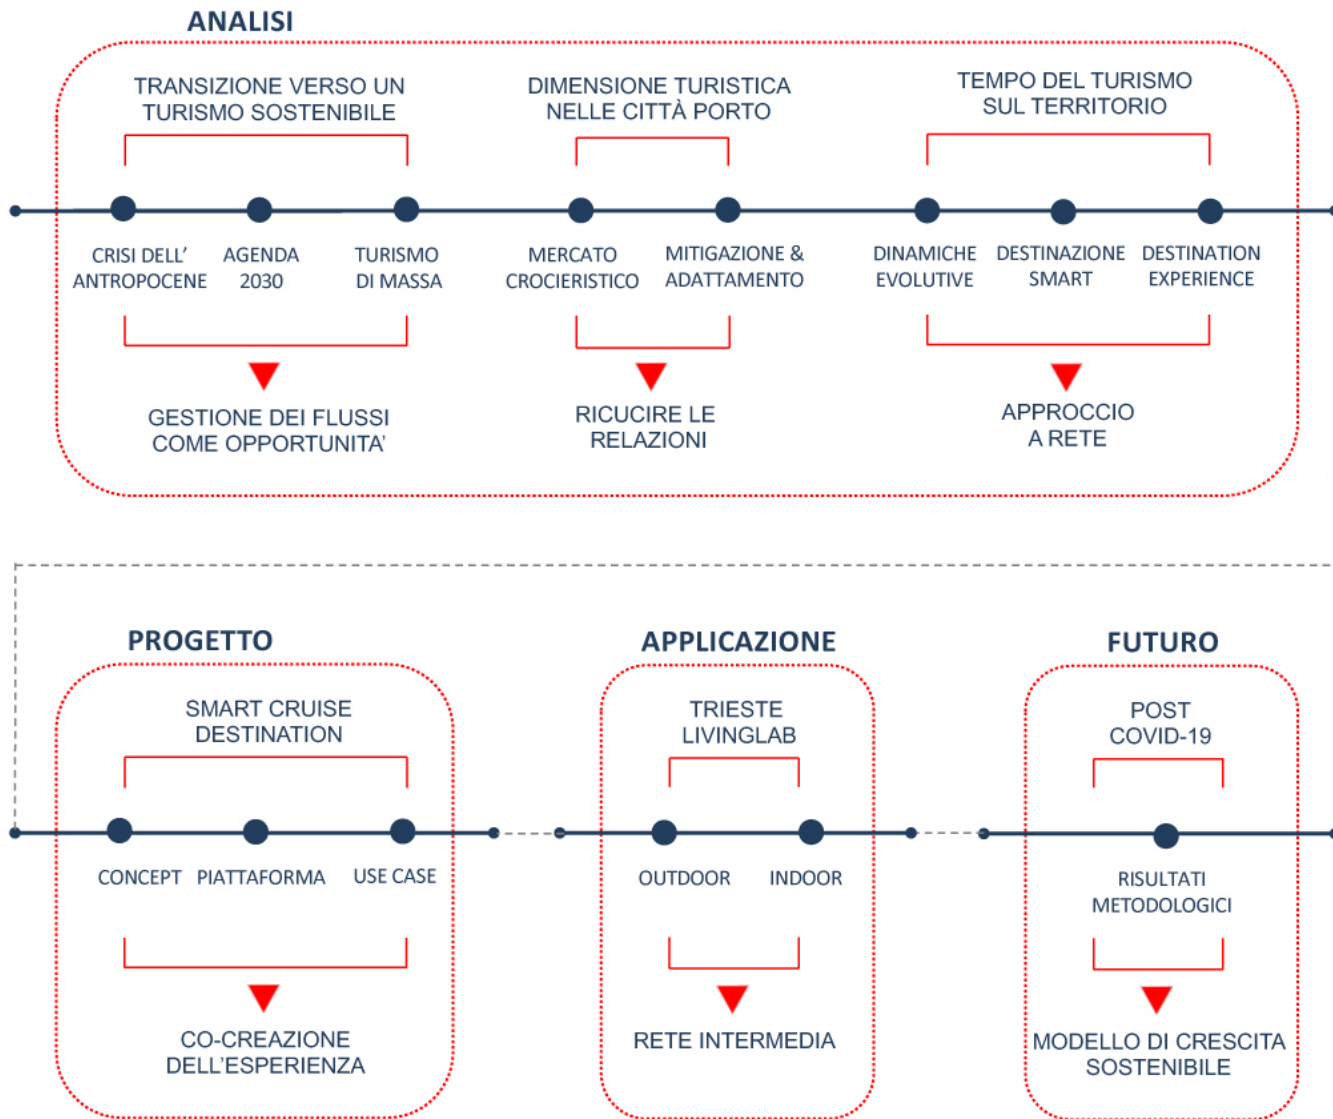 ANALISI
TRANSIZIONE VERSO UN
TURISMO SOSTENIBILE
DIMENSIONE TURISTICA
NELLE CITTÀ PORTO
TEMPO DEL TURISMO
SUL TERRITORIO
CRISI DELL'
ANTROPOCENE
AGENDA
2030
TURISMO
DI MASSA
MERCATO
CROCIERISTICO
MITIGAZIONE &
ADATTAMENTO
DINAMICHE
EVOLUTIVE
DESTINAZIONE
SMART
DESTINATION
EXPERIENCE
GESTIONE DEI FLUSSI
COME OPPORTUNITA'
RICUCIRE LE
RELAZIONI
APPROCCIO
A RETE
PROGETTO
SMART CRUISE
DESTINATION
CONCEPT
PIATTAFORMA
USE CASE
CO-CREAZIONE
DELL'ESPERIENZA
APPLICAZIONE
TRIESTE
LIVINGLAB
OUTDOOR
INDOOR
RETE INTERMEDIA
FUTURO
POST
COVID-19
RISULTATI
METODOLOGICI
MODELLO DI CRESCITA
SOSTENIBILE